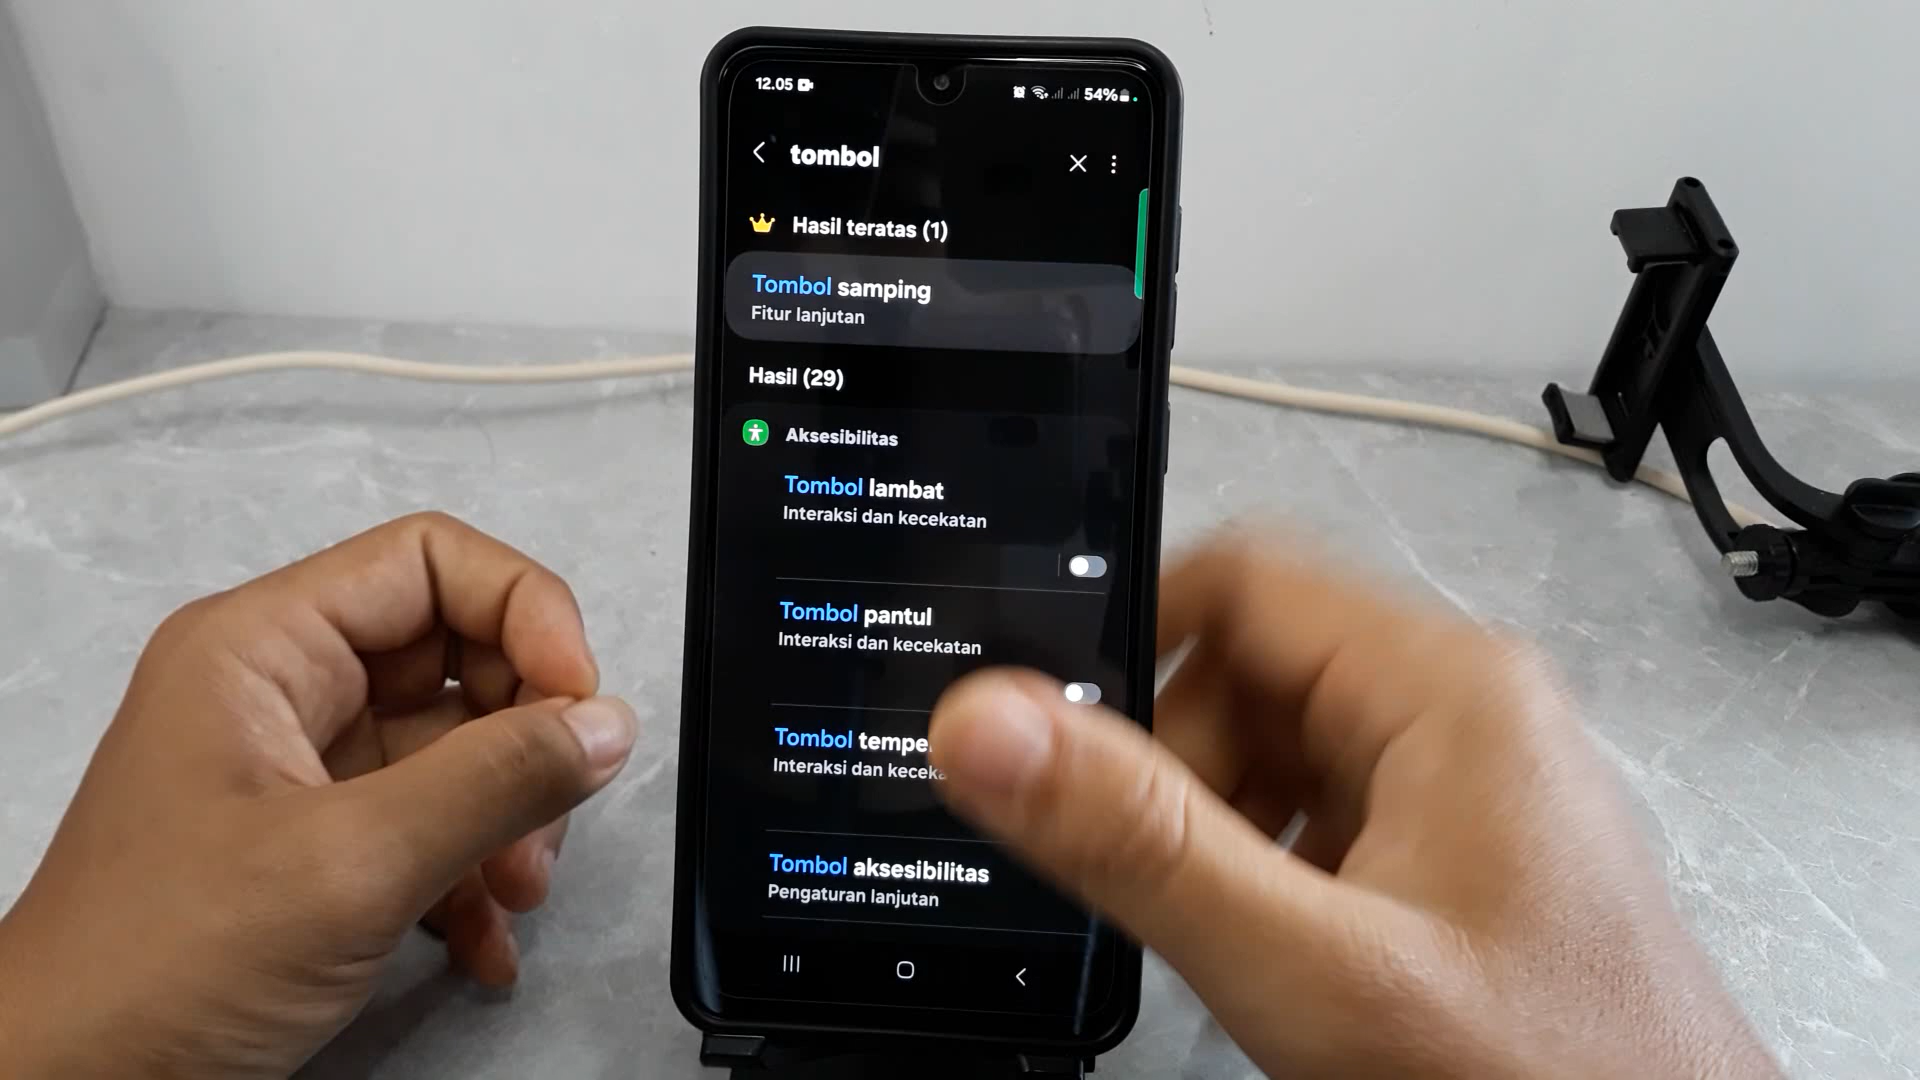 12.05
54%
tombol
Hasil teratas (1)
Tombol samping
Fitur lanjutan
Hasil (29)
Aksesibilitas
Tombol lambat
Interaksi dan kecekatan
Tombol pantul
Interaksi dan kecekatan
Tombol
Interaksi dan
Tombol aksesibilitas
Pengaturan lanjutan